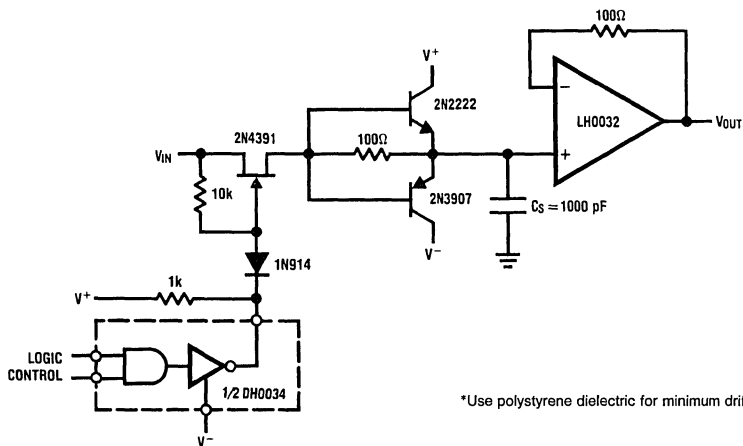 100Ω
V+
2N2222
2N4391
100Ω
LH0032
VIN
VOUT
10k
2N3907
CS = 1000 pF
V−
1N914
1k
V+
LOGIC
CONTROL
1/2 DH0034
V−
*Use polystyrene dielectric for minimum